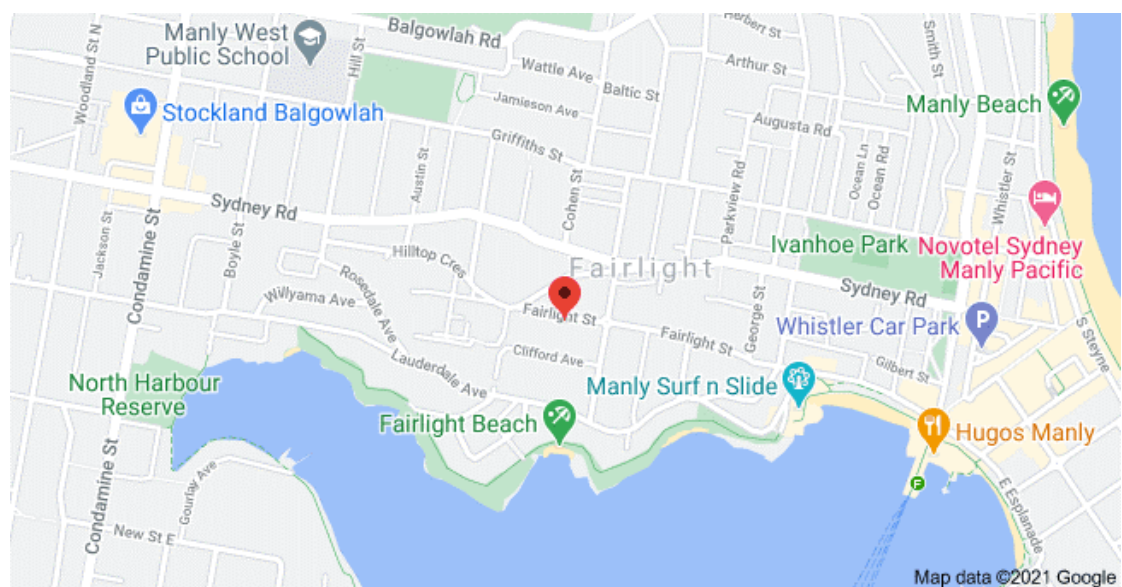 Manly West
Public School
Balgowlah Rd
Herbert St
Smith St
Woodland St N
Hill St
Wattle Ave
Arthur St
Baltic St
Manly Beach
Stockland Balgowlah
Jamieson Ave
Augusta Rd
Griffiths St
Austin St
Cohen St
Parkview Rd
Ocean Ln
Ocean Rd
Whistler St
Sydney Rd
Jackson St
Condamine St
Boyle St
Hilltop Cres
Fairlight
Ivanhoe Park
Novotel Sydney
Manly Pacific
Rosedale Ave
Willyama Ave
Sydney Rd
Fairlight St
George St
Whistler Car Park
P
S Steyne
Fairlight St
Clifford Ave
Gilbert St
Lauderdale Ave
Manly Surf n Slide
North Harbour
Reserve
Fairlight Beach
Hugos Manly
Condamine St
Gourlay Ave
F
E Esplanade
New St E
Map data ©2021 Google